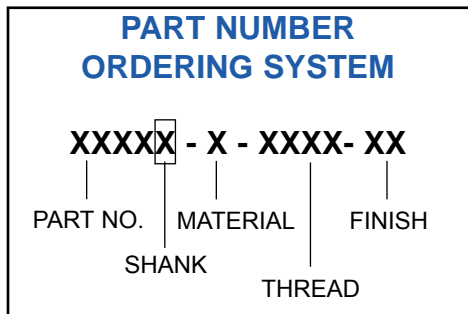 PART NUMBER
ORDERING SYSTEM
XXXXX - X - XXXX- XX
PART NO. MATERIAL FINISH
SHANK
THREAD